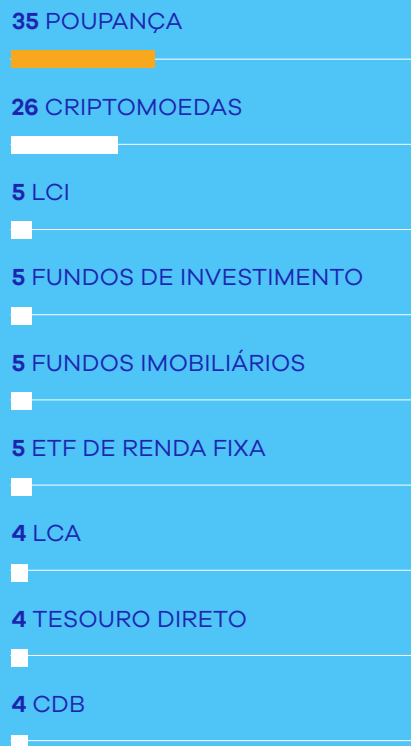 35 POUPANÇA
26 CRIPTOMOEDAS
5 LCI
5 FUNDOS DE INVESTIMENTO
5 FUNDOS IMOBILIÁRIOS
5 ETF DE RENDA FIXA
4 LCA
4 TESOURO DIRETO
4 CDB